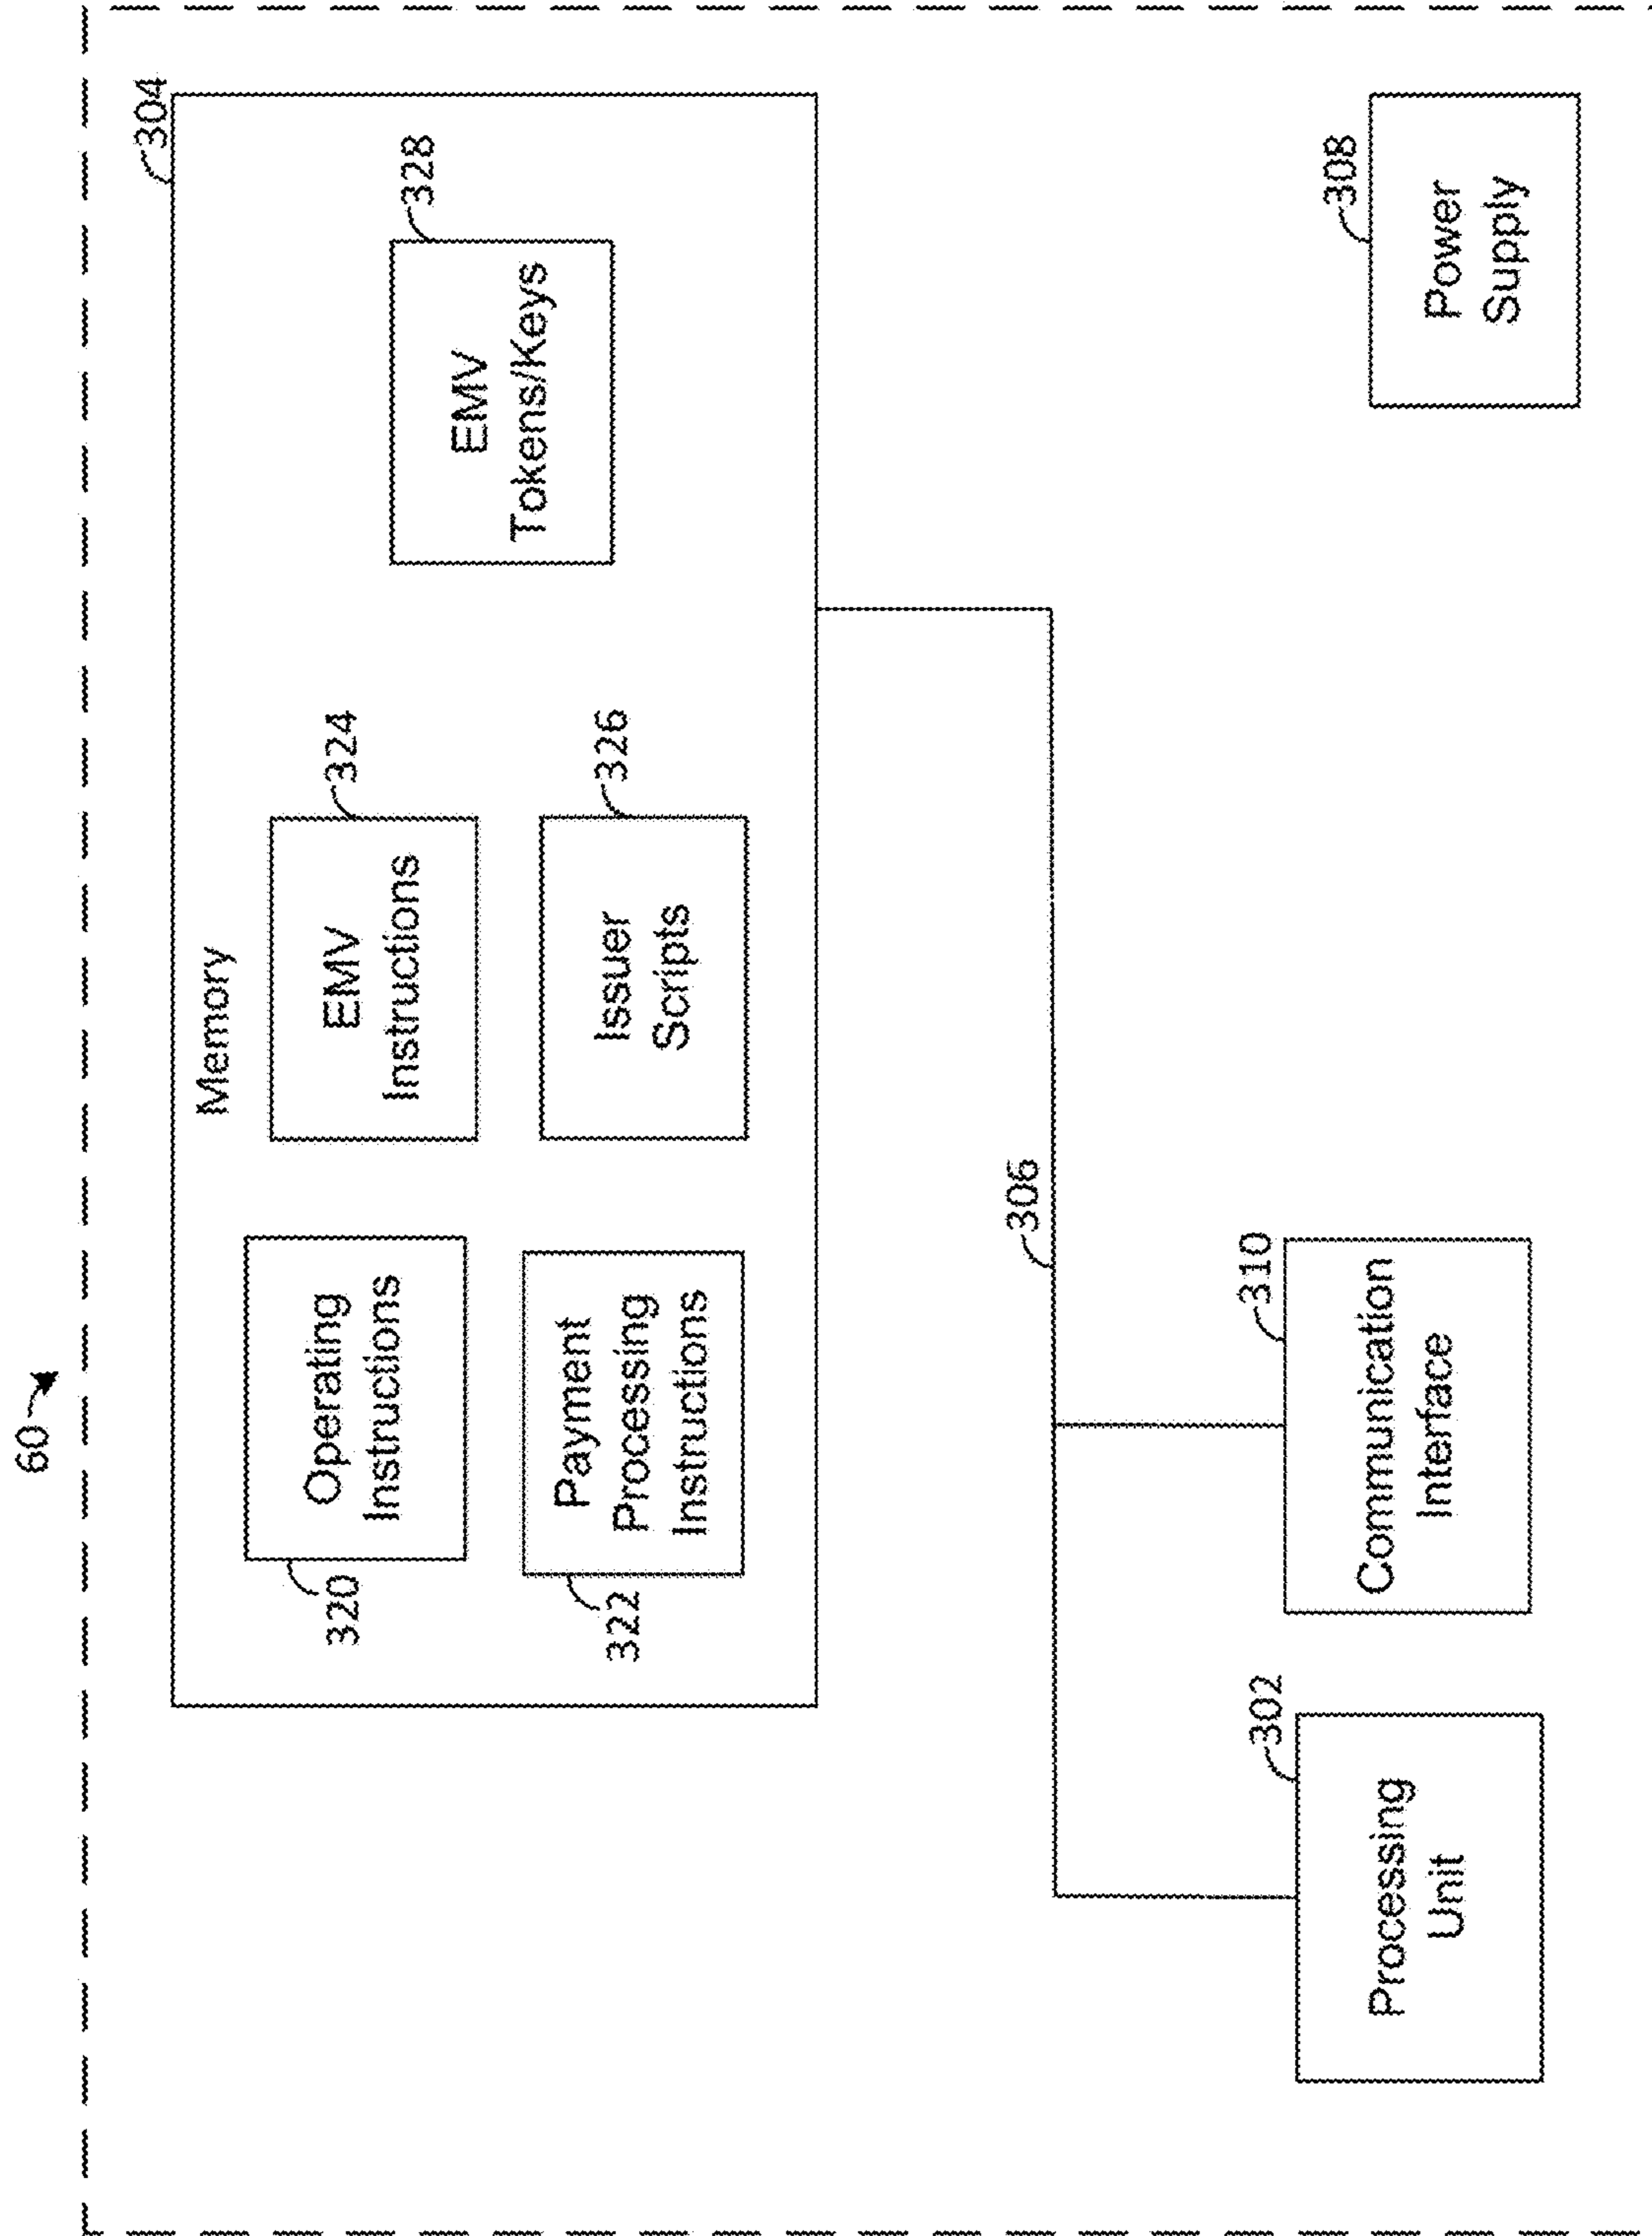 60
304
Memory
Operating
Instructions
320
EMV
Instructions
324
EMV
Tokens/Keys
328
Payment
Processing
Instructions
322
Issuer
Scripts
326
306
Processing
Unit
302
Communication
Interface
310
Power
Supply
308